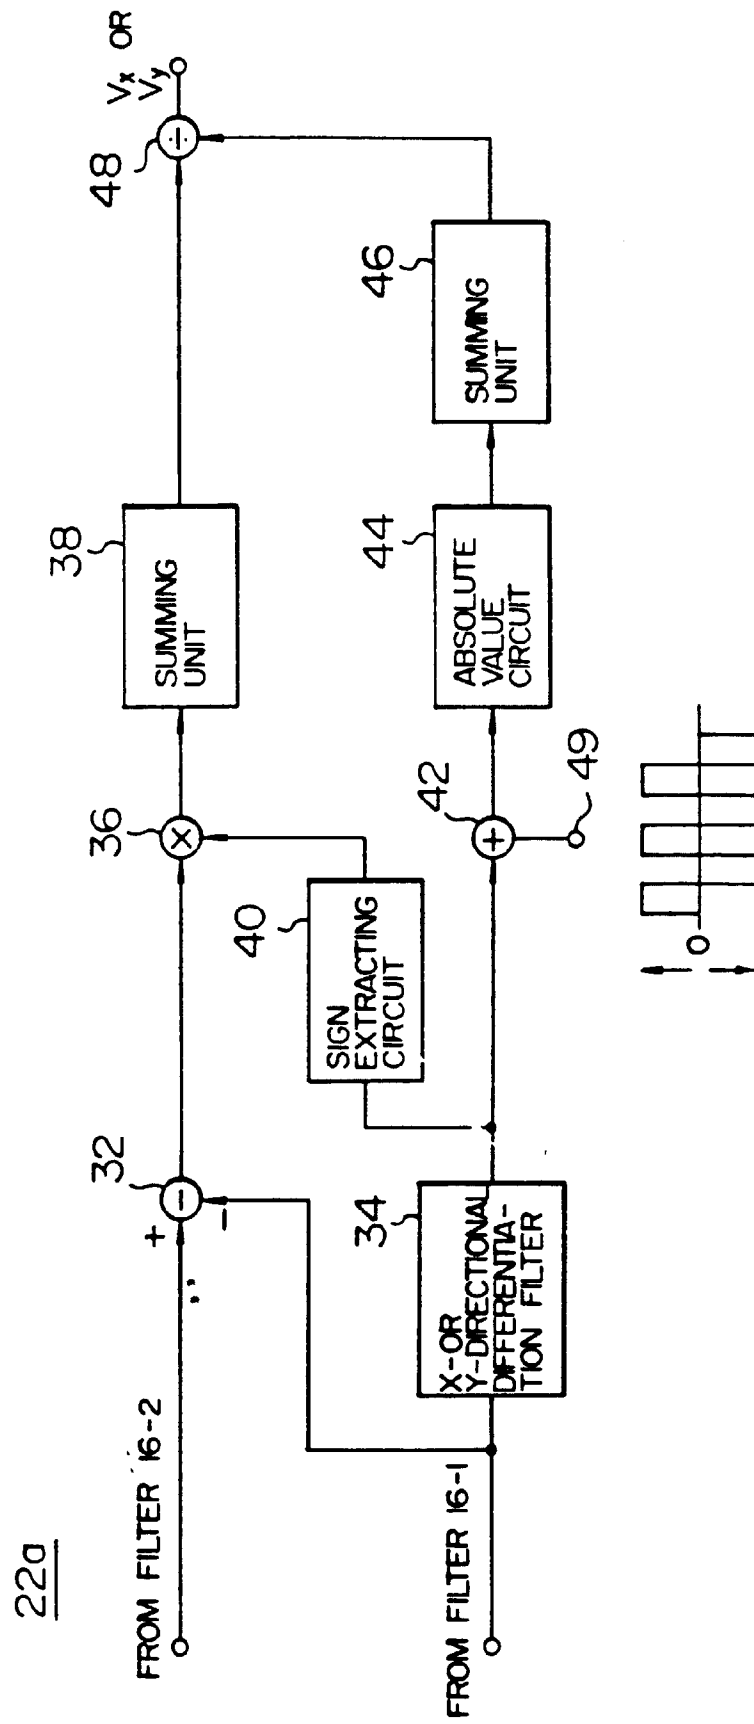 22a
FROM FILTER 16-2
+
-
-
32
×
36
SUMMING
UNIT
38
÷
48
Vx OR
Vy
SIGN
EXTRACTING
CIRCUIT
40
FROM FILTER 16-1
X-OR
Y-DIRECTIONAL
DIFFERENTIA-
TION FILTER
34
+
42
49
ABSOLUTE
VALUE
CIRCUIT
44
SUMMING
UNIT
46
0